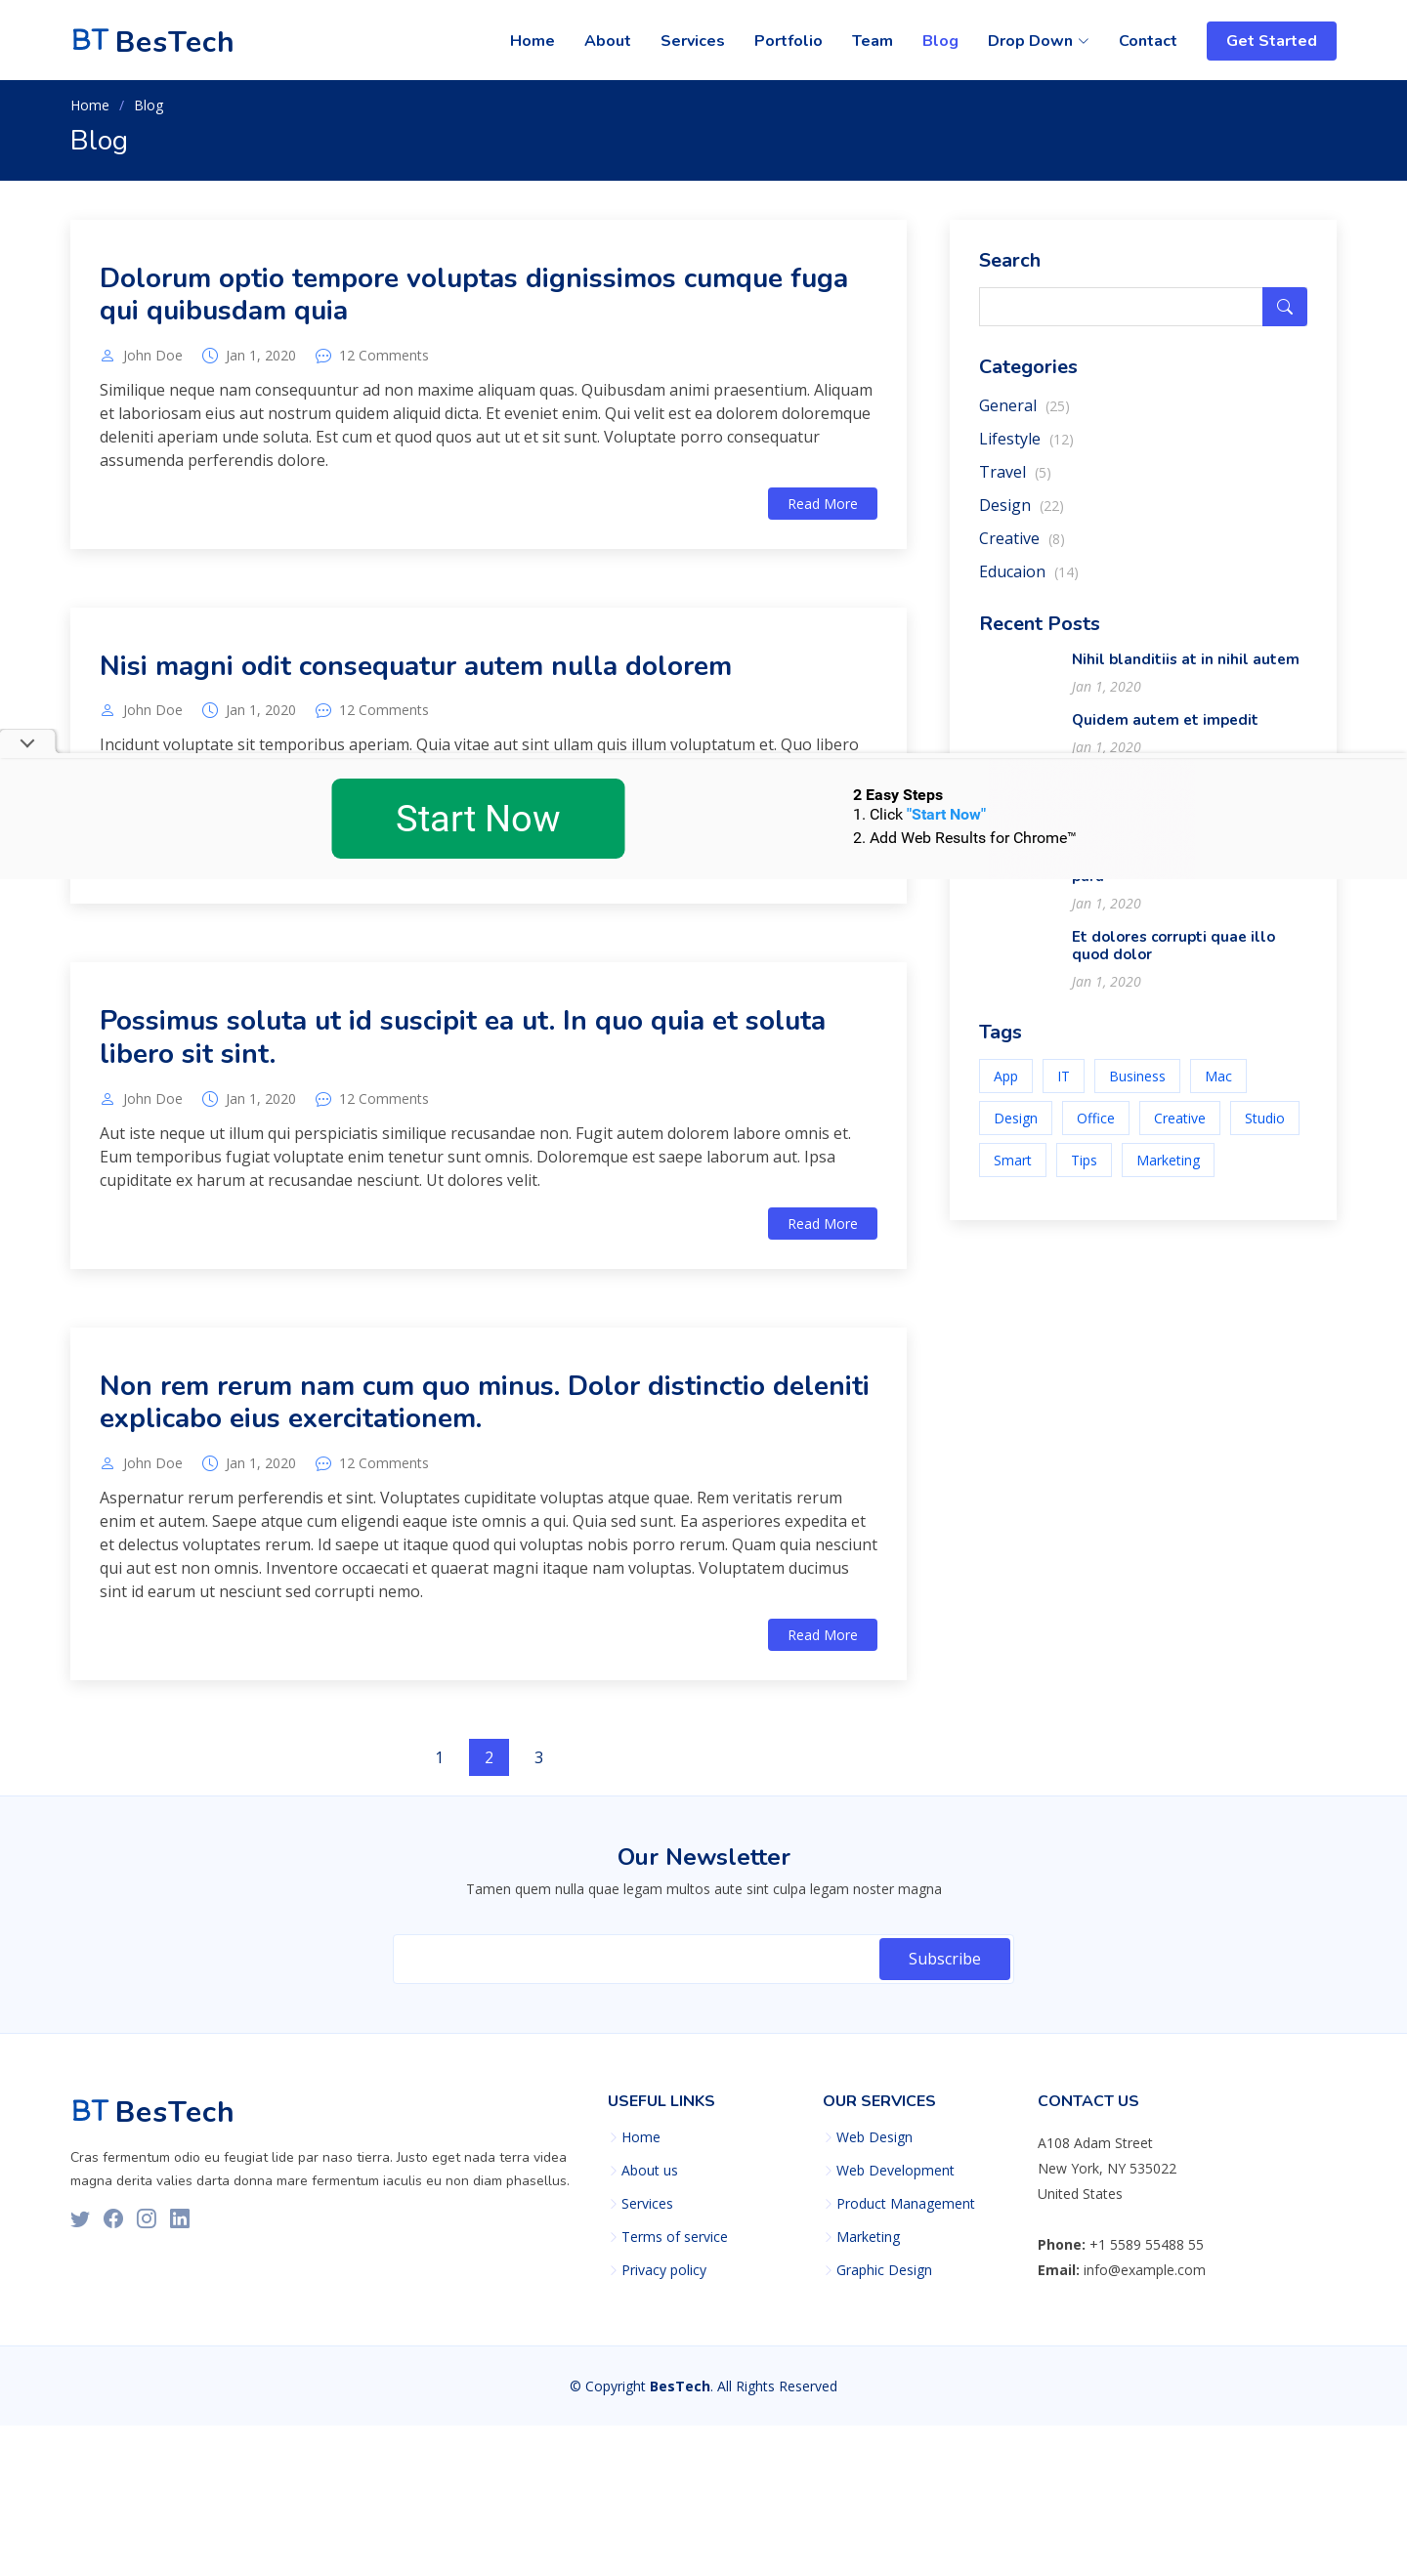 BT BesTech
Home About Services Portfolio Team Blog Drop Down Contact Get Started
Home / Blog
Blog
Dolorum optio tempore voluptas dignissimos cumque fuga
qui quibusdam quia
John Doe Jan 1, 2020 12 Comments
Similique neque nam consequuntur ad non maxime aliquam quas. Quibusdam animi praesentium. Aliquam
et laboriosam eius aut nostrum quidem aliquid dicta. Et eveniet enim. Qui velit est ea dolorem doloremque
deleniti aperiam unde soluta. Est cum et quod quos aut ut et sit sunt. Voluptate porro consequatur
assumenda perferendis dolore.
Read More
Nisi magni odit consequatur autem nulla dolorem
John Doe Jan 1, 2020 12 Comments
Incidunt voluptate sit temporibus aperiam. Quia vitae aut sint ullam quis illum voluptatum et. Quo libero
Possimus soluta ut id suscipit ea ut. In quo quia et soluta
libero sit sint.
John Doe Jan 1, 2020 12 Comments
Aut iste neque ut illum qui perspiciatis similique recusandae non. Fugit autem dolorem labore omnis et.
Eum temporibus fugiat voluptate enim tenetur sunt omnis. Doloremque est saepe laborum aut. Ipsa
cupiditate ex harum at recusandae nesciunt. Ut dolores velit.
Read More
Non rem rerum nam cum quo minus. Dolor distinctio deleniti
explicabo eius exercitationem.
John Doe Jan 1, 2020 12 Comments
Aspernatur rerum perferendis et sint. Voluptates cupiditate voluptas atque quae. Rem veritatis rerum
enim et autem. Saepe atque cum eligendi eaque iste omnis a qui. Quia sed sunt. Ea asperiores expedita et
et delectus voluptates rerum. Id saepe ut itaque quod qui voluptas nobis porro rerum. Quam quia nesciunt
qui aut est non omnis. Inventore occaecati et quaerat magni itaque nam voluptas. Voluptatem ducimus
sint id earum ut nesciunt sed corrupti nemo.
Read More
1 2 3
Search
Categories
General (25)
Lifestyle (12)
Travel (5)
Design (22)
Creative (8)
Educaion (14)
Recent Posts
Nihil blanditiis at in nihil autem
Jan 1, 2020
Quidem autem et impedit
Jan 1, 2020
Jan 1, 2020
Et dolores corrupti quae illo
quod dolor
Jan 1, 2020
Tags
App IT Business Mac
Design Office Creative Studio
Smart Tips Marketing
Start Now
2 Easy Steps
1. Click "Start Now"
2. Add Web Results for Chrome™
Our Newsletter
Tamen quem nulla quae legam multos aute sint culpa legam noster magna
Subscribe
BT BesTech
Cras fermentum odio eu feugiat lide par naso tierra. Justo eget nada terra videa
magna derita valies darta donna mare fermentum iaculis eu non diam phasellus.
USEFUL LINKS
Home
About us
Services
Terms of service
Privacy policy
OUR SERVICES
Web Design
Web Development
Product Management
Marketing
Graphic Design
CONTACT US
A108 Adam Street
New York, NY 535022
United States
Phone: +1 5589 55488 55
Email: info@example.com
© Copyright BesTech. All Rights Reserved